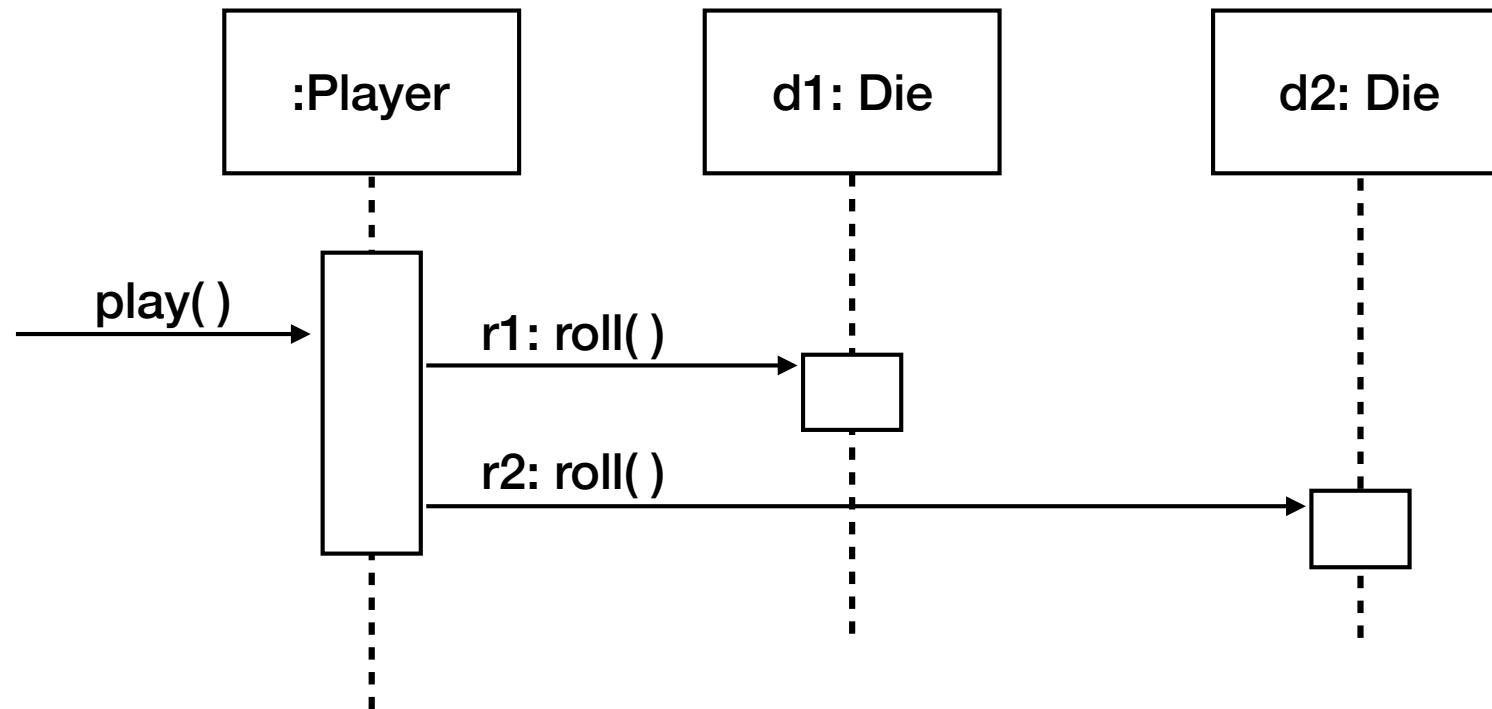 :Player
d1: Die
d2: Die
play( )
r1: roll( )
r2: roll( )